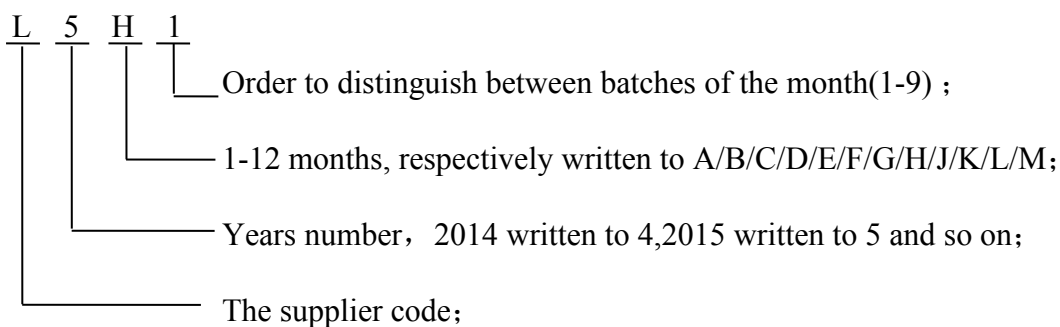 L 5 H 1
Order to distinguish between batches of the month(1-9) ；
1-12 months, respectively written to A/B/C/D/E/F/G/H/J/K/L/M；
Years number，2014 written to 4,2015 written to 5 and so on；
The supplier code；